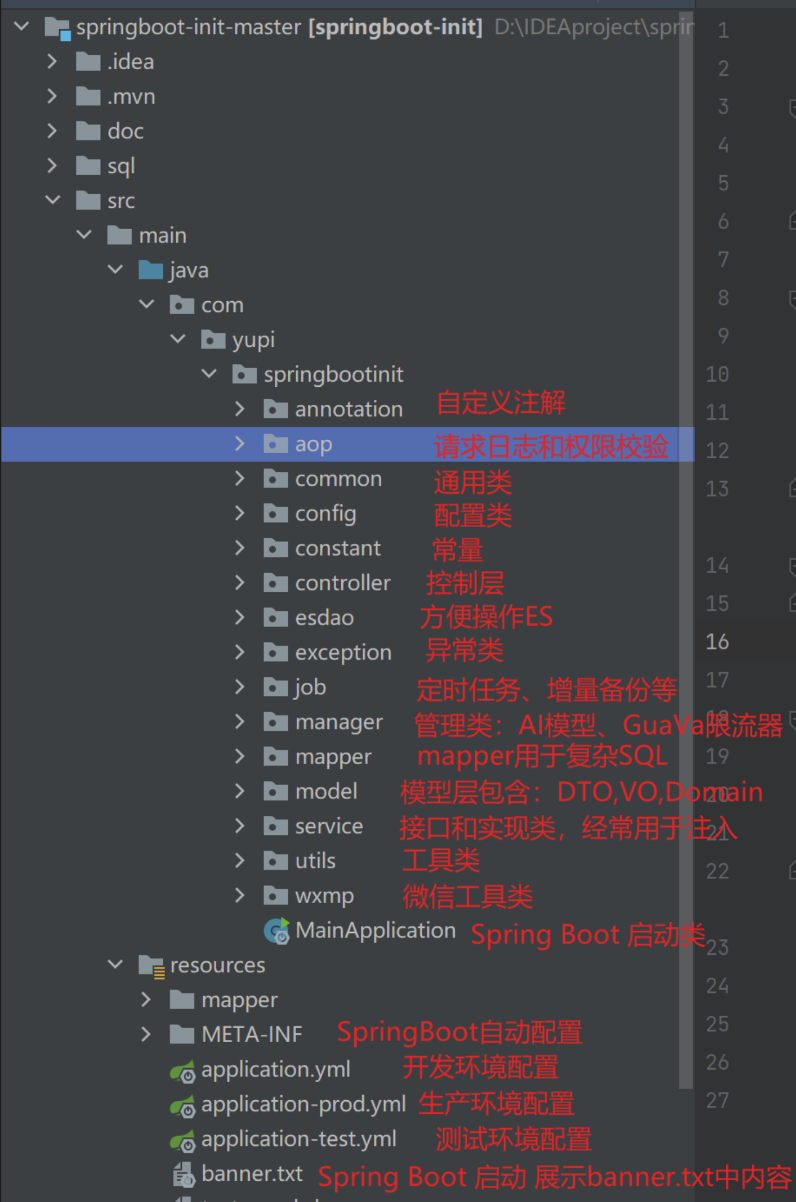 springboot-init-master [springboot-init] D:\IDEAproject\sprin
.idea
.mvn
doc
sql
src
main
java
com
yupi
springbootinit
annotation 自定义注解
aop 请求日志和权限校验
common 通用类
config 配置类
constant 常量
controller 控制层
esdao 方便操作ES
exception 异常类
job 定时任务、增量备份等
manager 管理类：AI模型、GuaVa限流器
mapper mapper用于复杂SQL
model 模型层包含：DTO,VO,Domain
service 接口和实现类，经常用于注入
utils 工具类
wxmp 微信工具类
MainApplication Spring Boot 启动类
resources
mapper
META-INF SpringBoot自动配置
application.yml 开发环境配置
application-prod.yml 生产环境配置
application-test.yml 测试环境配置
banner.txt Spring Boot 启动 展示banner.txt中内容
1
2
3
4
5
6
7
8
9
10
11
12
13
14
15
16
17
18
19
20
21
22
23
24
25
26
27